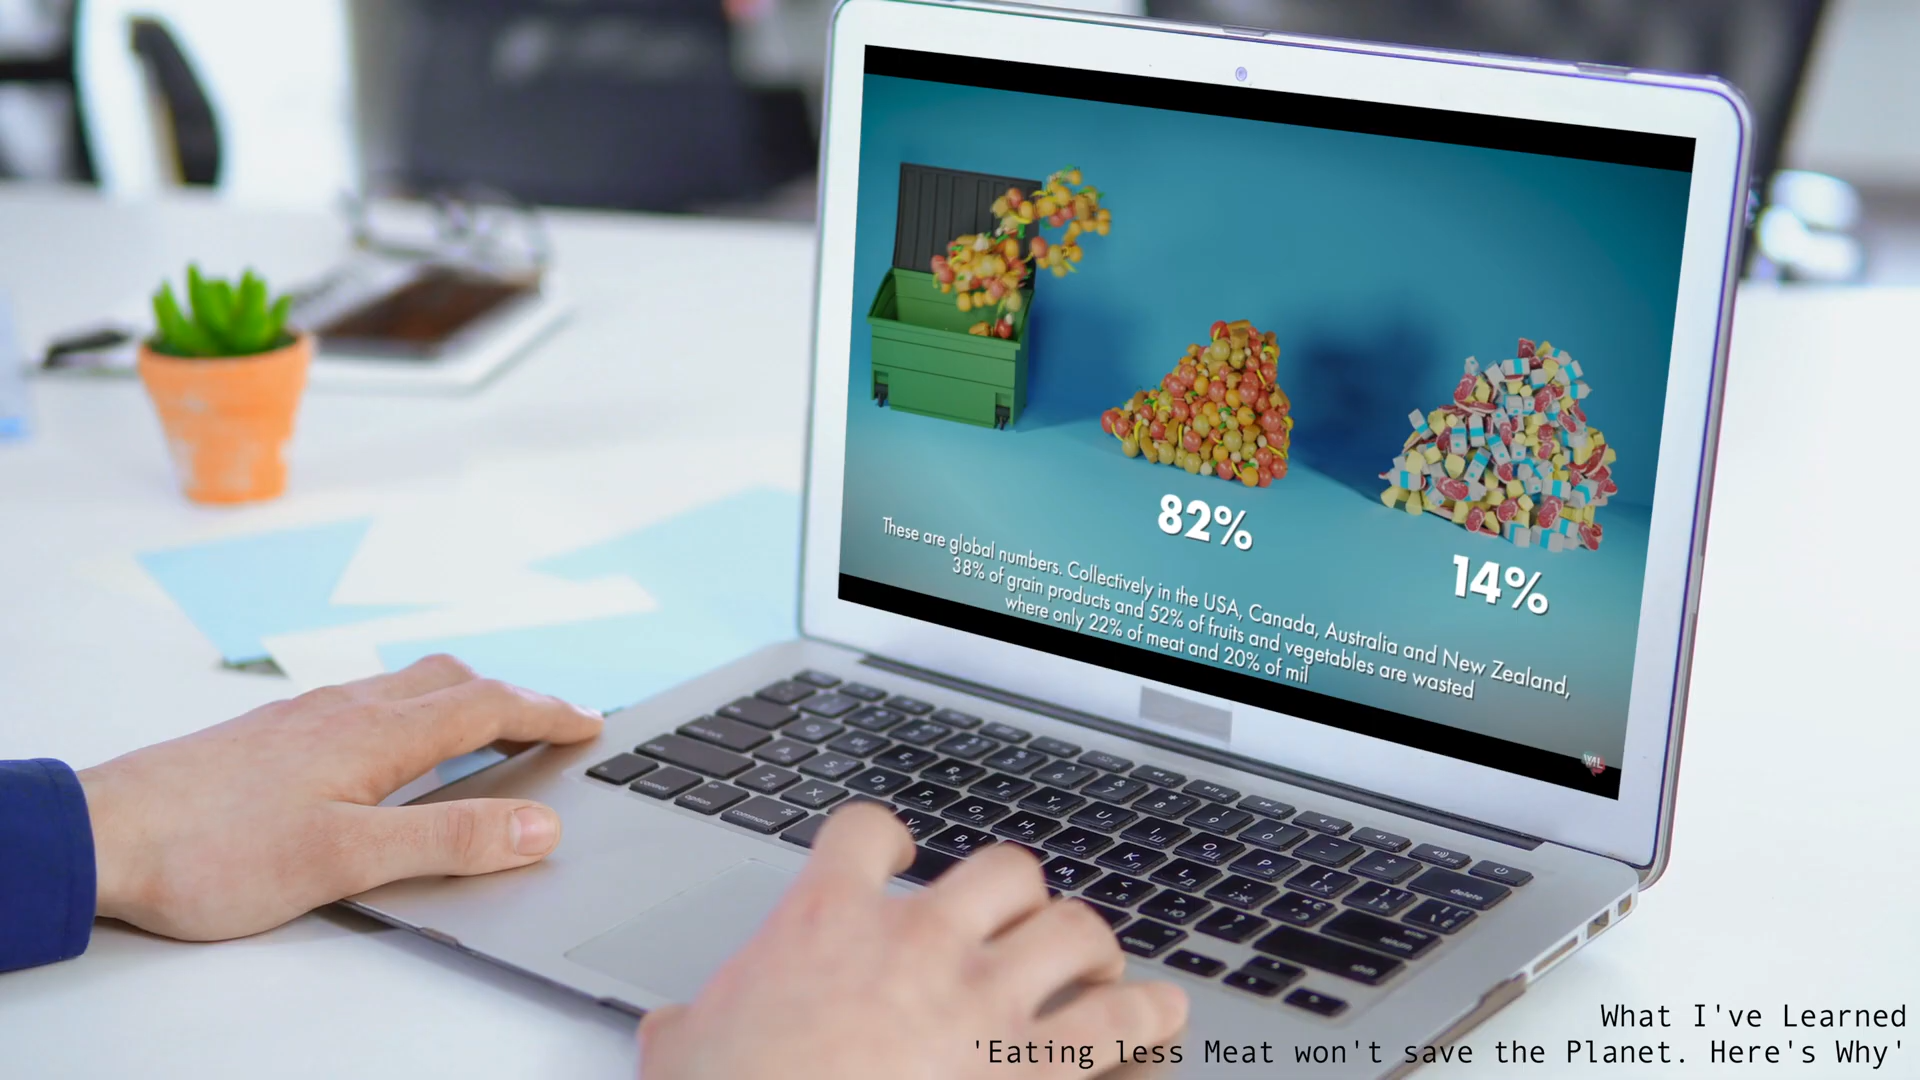 82%
14%
These are global numbers. Collectively in the USA, Canada, Australia and New Zealand,
38% of grain products and 52% of fruits and vegetables are wasted
where only 22% of meat and 20% of mil
What I've Learned
'Eating less Meat won't save the Planet. Here's Why'